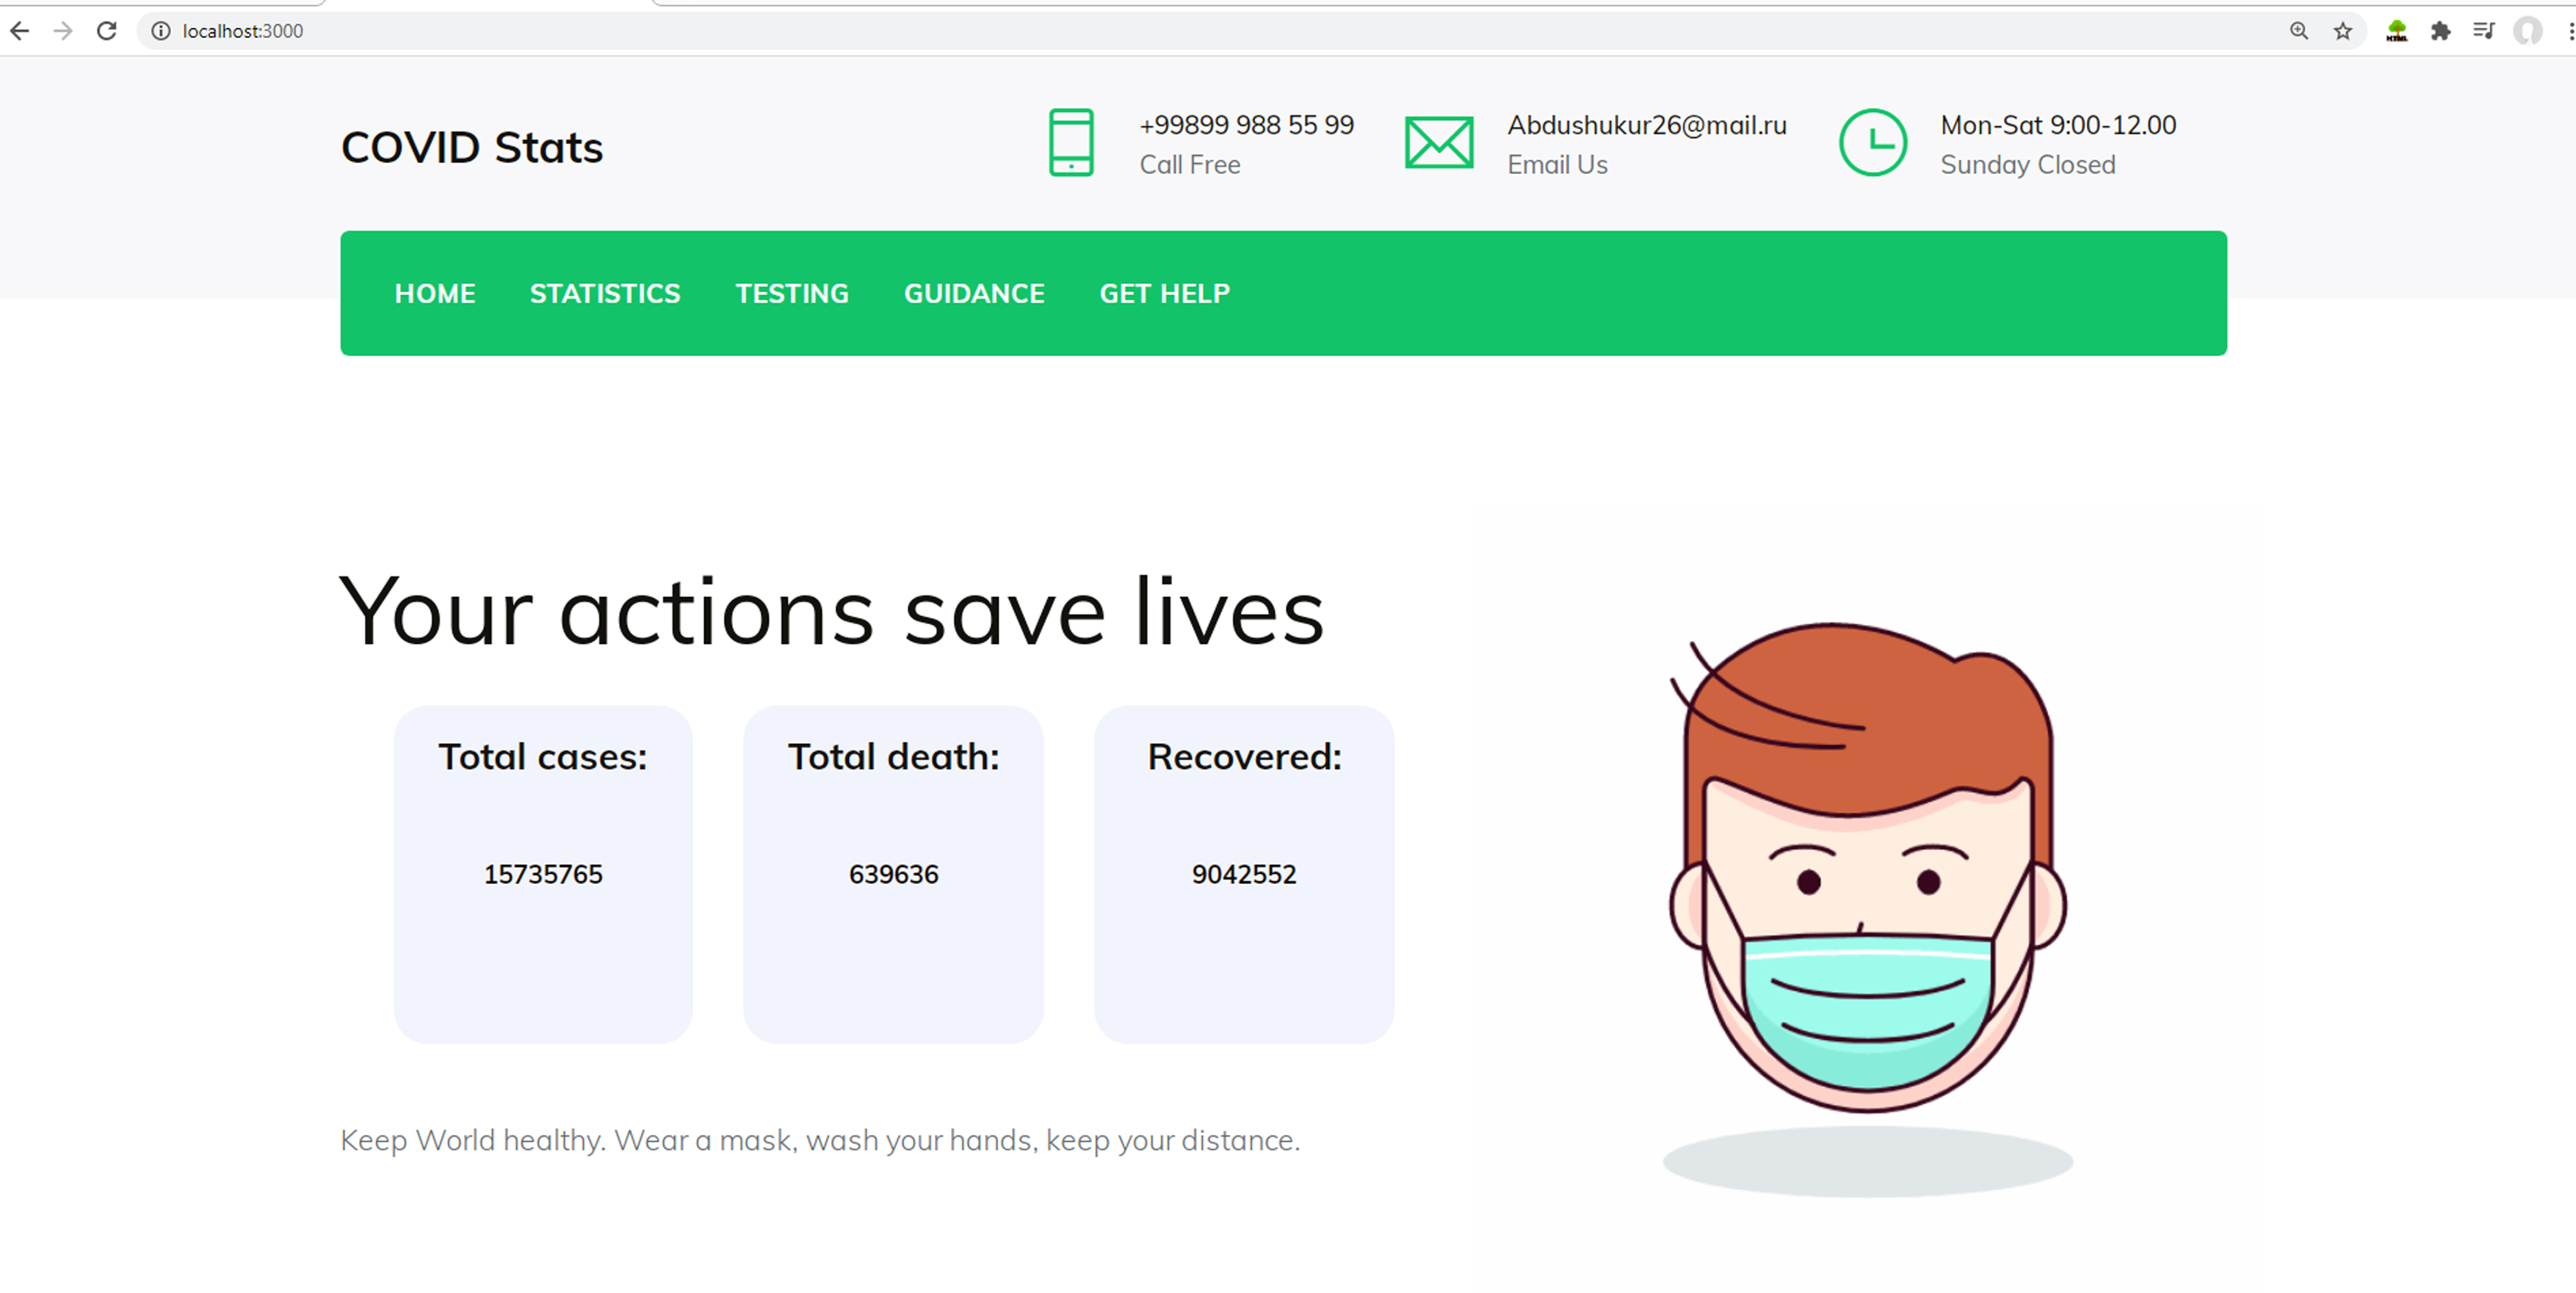 localhost:3000
HTML
COVID Stats
+99899 988 55 99
Call Free
Abdushukur26@mail.ru
Email Us
Mon-Sat 9:00-12.00
Sunday Closed
HOME STATISTICS TESTING GUIDANCE GET HELP
Your actions save lives
Total cases: Total death: Recovered:
15735765 639636 9042552
Keep World healthy. Wear a mask, wash your hands, keep your distance.